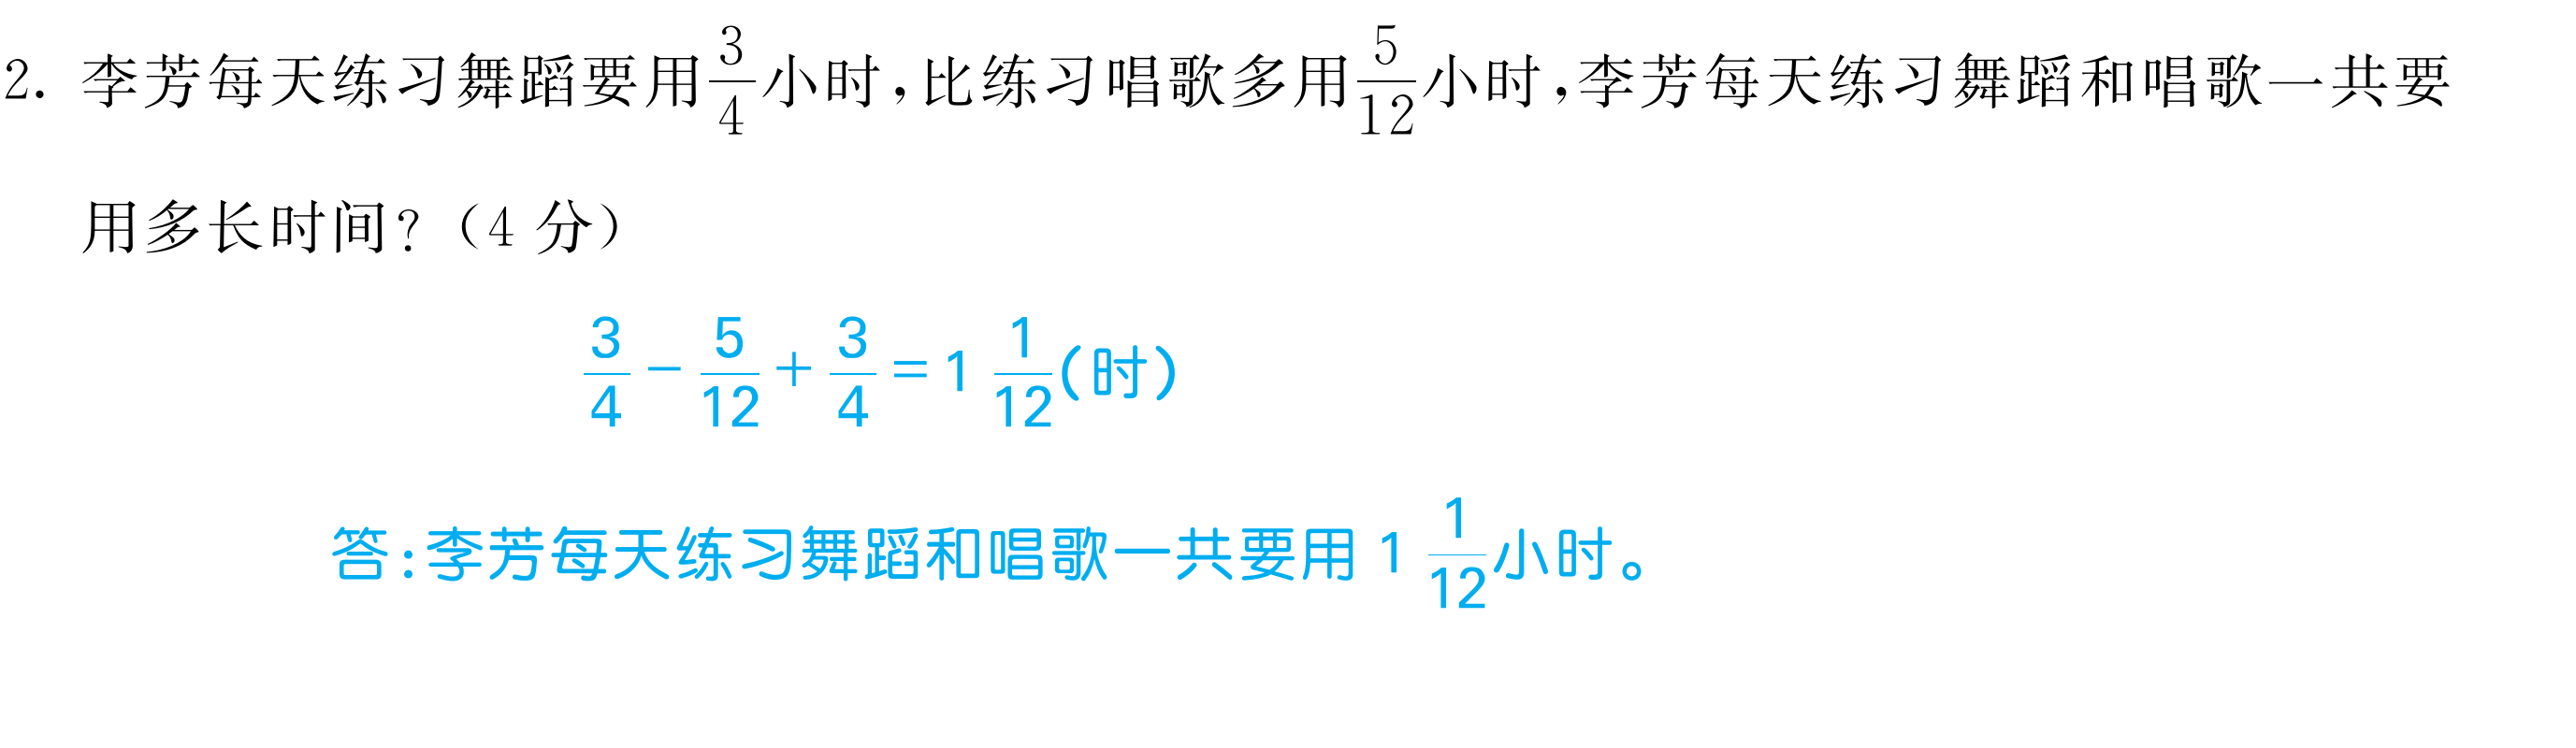 2. 李芳每天练习舞蹈要用3/4小时,比练习唱歌多用5/12小时,李芳每天练习舞蹈和唱歌一共要
用多长时间?(4 分)
3/4 - 5/12 + 3/4 = 1 1/12(时)
答:李芳每天练习舞蹈和唱歌一共要用 1 1/12小时。